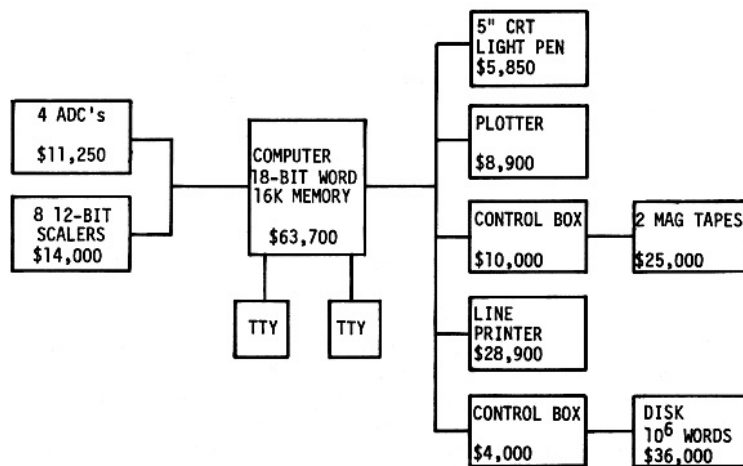 4 ADC's
$11,250
8 12-BIT
SCALERS
$14,000
COMPUTER
18-BIT WORD
16K MEMORY
$63,700
TTY
TTY
5" CRT
LIGHT PEN
$5,850
PLOTTER
$8,900
CONTROL BOX
$10,000
2 MAG TAPES
$25,000
LINE
PRINTER
$28,900
CONTROL BOX
$4,000
DISK
10⁶ WORDS
$36,000